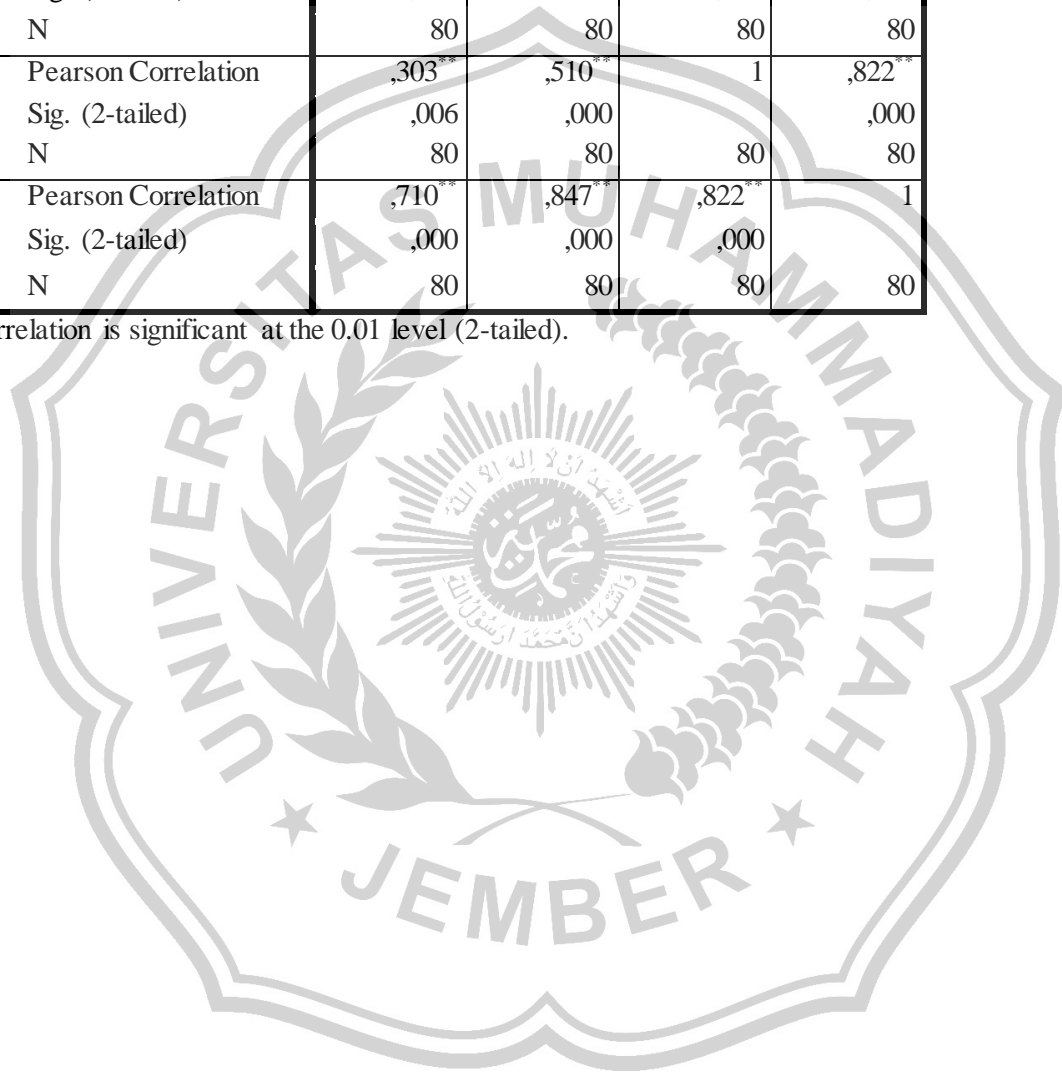 N 80 80 80 80
Pearson Correlation ,303** ,510** 1 ,822**
Sig. (2-tailed) ,006 ,000 ,000
N 80 80 80 80
Pearson Correlation ,710** ,847** ,822** 1
Sig. (2-tailed) ,000 ,000 ,000
N 80 80 80 80
is significant at the 0.01 level (2-tailed).
UNIVERSITAS MUHAMMADIYAH
JEMBER